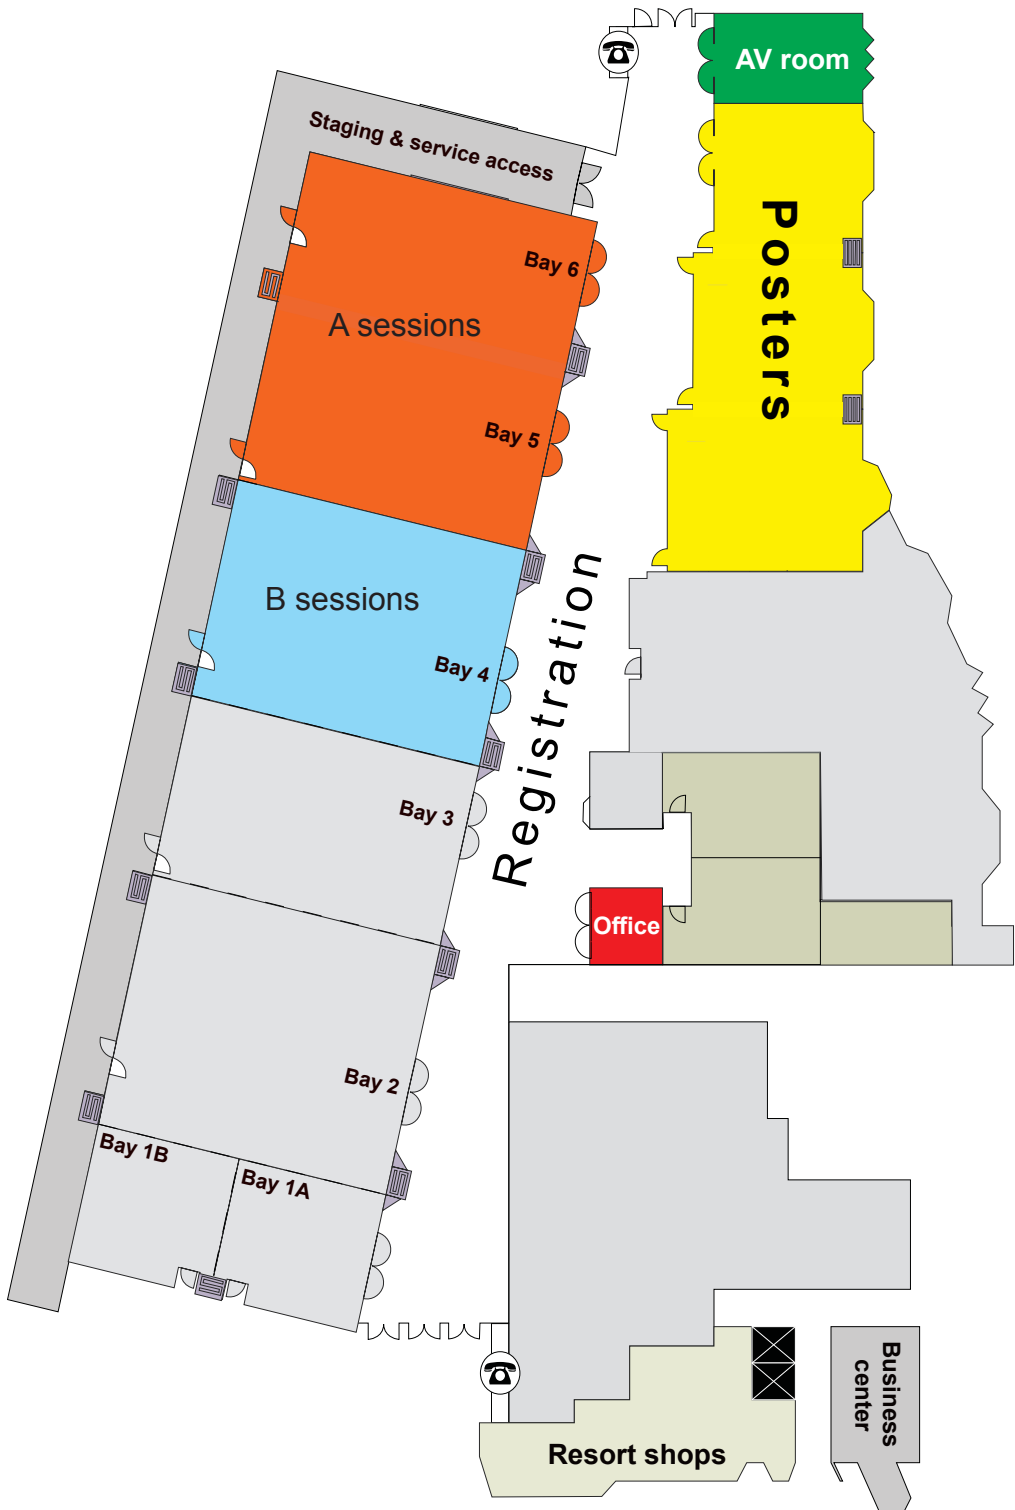 AV room
Staging & service access
Posters
Bay 6
A sessions
Bay 5
B sessions
Bay 4
Registration
Bay 3
Office
Bay 2
Bay 1B
Bay 1A
Business
center
Resort shops